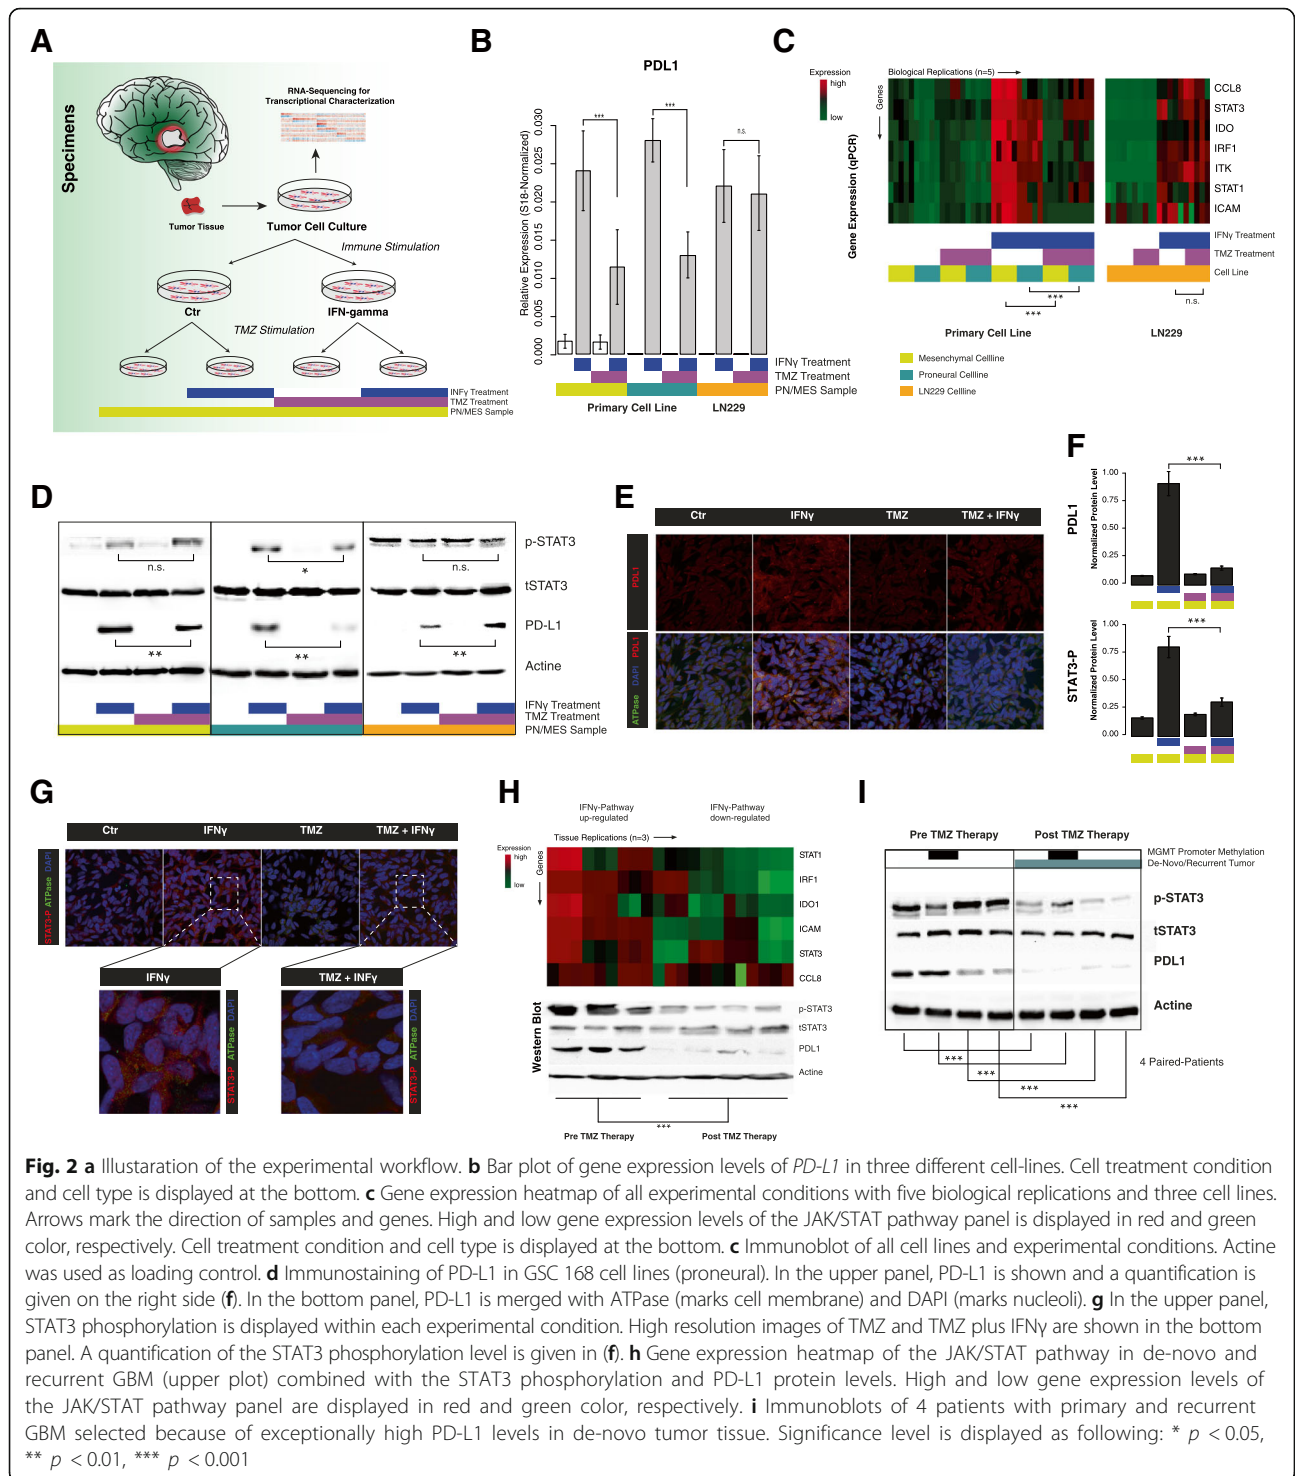 A
Specimens
RNA-Sequencing for
Transcriptional Characterization
Tumor Tissue
Tumor Cell Culture
Immune Stimulation
Ctr
IFN-gamma
TMZ Stimulation
INFγ Treatment
TMZ Treatment
PN/MES Sample
B
PDL1
Relative Expression (S18-Normalized)
0.030
0.025
0.020
0.015
0.010
0.005
0.000
***
***
n.s.
IFNγ Treatment
TMZ Treatment
PN/MES Sample
Primary Cell Line
LN229
C
Expression
high
low
Biological Replications (n=5)
Genes
Gene Expression (qPCR)
CCL8
STAT3
IDO
IRF1
ITK
STAT1
ICAM
IFNγ Treatment
TMZ Treatment
Cell Line
***
***
n.s.
Primary Cell Line
LN229
Mesenchymal Cellline
Proneural Cellline
LN229 Cellline
D
p-STAT3
n.s.
*
n.s.
tSTAT3
PD-L1
**
**
**
Actine
IFNγ Treatment
TMZ Treatment
PN/MES Sample
E
Ctr
IFNγ
TMZ
TMZ + IFNγ
PDL1
ATPase DAPI PDL1
F
PDL1
Normalized Protein Level
1.00
0.75
0.50
0.25
0.00
***
STAT3-P
Normalized Protein Level
1.00
0.75
0.50
0.25
0.00
***
G
Ctr
IFNγ
TMZ
TMZ + IFNγ
STAT3-P ATPase DAPI
IFNγ
TMZ + INFγ
STAT3-P ATPase DAPI
STAT3-P ATPase DAPI
H
IFNγ-Pathway
up-regulated
IFNγ-Pathway
down-regulated
Tissue Replications (n=3)
Expression
high
low
Genes
STAT1
IRF1
IDO1
ICAM
STAT3
CCL8
Western Blot
p-STAT3
tSTAT3
PDL1
Actine
***
Pre TMZ Therapy
Post TMZ Therapy
I
Pre TMZ Therapy
Post TMZ Therapy
MGMT Promoter Methylation
De-Novo/Recurrent Tumor
p-STAT3
tSTAT3
PDL1
Actine
***
***
***
***
4 Paired-Patients
Fig. 2 a Illustaration of the experimental workflow. b Bar plot of gene expression levels of PD-L1 in three different cell-lines. Cell treatment condition
and cell type is displayed at the bottom. c Gene expression heatmap of all experimental conditions with five biological replications and three cell lines.
Arrows mark the direction of samples and genes. High and low gene expression levels of the JAK/STAT pathway panel is displayed in red and green
color, respectively. Cell treatment condition and cell type is displayed at the bottom. c Immunoblot of all cell lines and experimental conditions. Actine
was used as loading control. d Immunostaining of PD-L1 in GSC 168 cell lines (proneural). In the upper panel, PD-L1 is shown and a quantification is
given on the right side (f). In the bottom panel, PD-L1 is merged with ATPase (marks cell membrane) and DAPI (marks nucleoli). g In the upper panel,
STAT3 phosphorylation is displayed within each experimental condition. High resolution images of TMZ and TMZ plus IFNγ are shown in the bottom
panel. A quantification of the STAT3 phosphorylation level is given in (f). h Gene expression heatmap of the JAK/STAT pathway in de-novo and
recurrent GBM (upper plot) combined with the STAT3 phosphorylation and PD-L1 protein levels. High and low gene expression levels of
the JAK/STAT pathway panel are displayed in red and green color, respectively. i Immunoblots of 4 patients with primary and recurrent
GBM selected because of exceptionally high PD-L1 levels in de-novo tumor tissue. Significance level is displayed as following: * p < 0.05,
** p < 0.01, *** p < 0.001